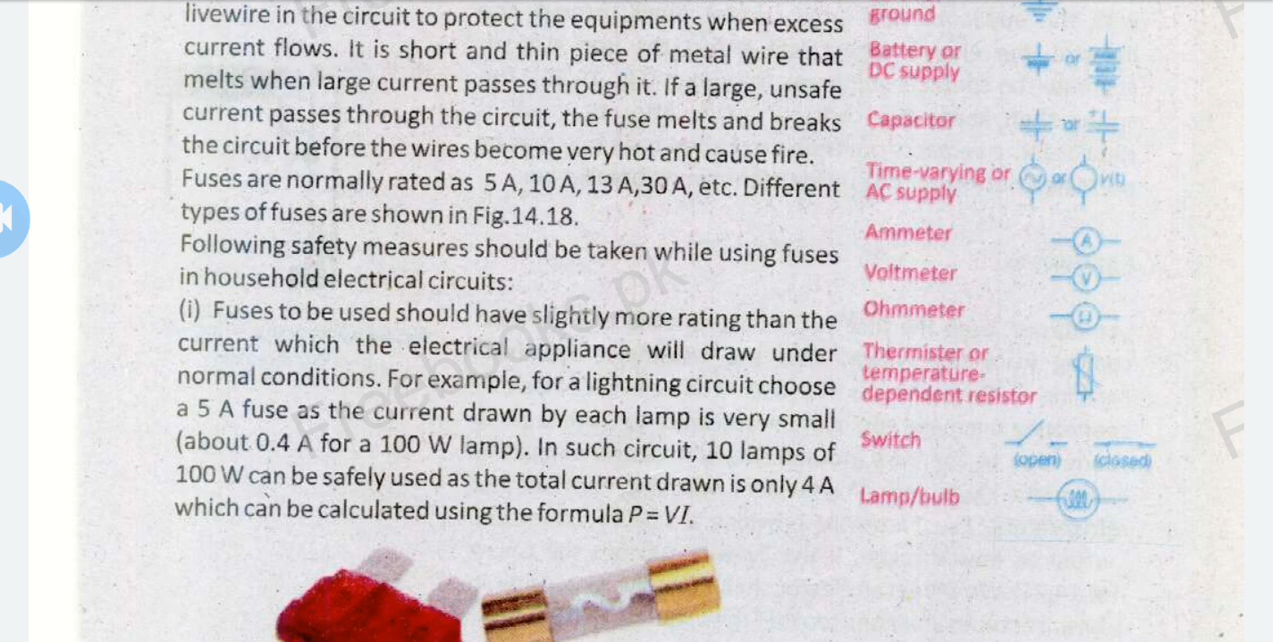 livewire in the circuit to protect the equipments when excess
current flows. It is short and thin piece of metal wire that
melts when large current passes through it. If a large, unsafe
current passes through the circuit, the fuse melts and breaks
the circuit before the wires become very hot and cause fire.
Fuses are normally rated as 5 A, 10 A, 13 A,30 A, etc. Different
types of fuses are shown in Fig.14.18.
Following safety measures should be taken while using fuses
in household electrical circuits:
(i) Fuses to be used should have slightly more rating than the
current which the electrical appliance will draw under
normal conditions. For example, for a lightning circuit choose
a 5 A fuse as the current drawn by each lamp is very small
(about 0.4 A for a 100 W lamp). In such circuit, 10 lamps of
100 W can be safely used as the total current drawn is only 4 A
which can be calculated using the formula P = VI.
ground
Battery or
DC supply
or
Capacitor
or
Time-varying or
AC supply
or
v(t)
Ammeter
A
Voltmeter
V
Ohmmeter
Ω
Thermister or
temperature-
dependent resistor
Switch
(open) (closed)
Lamp/bulb
Freebooks.pk